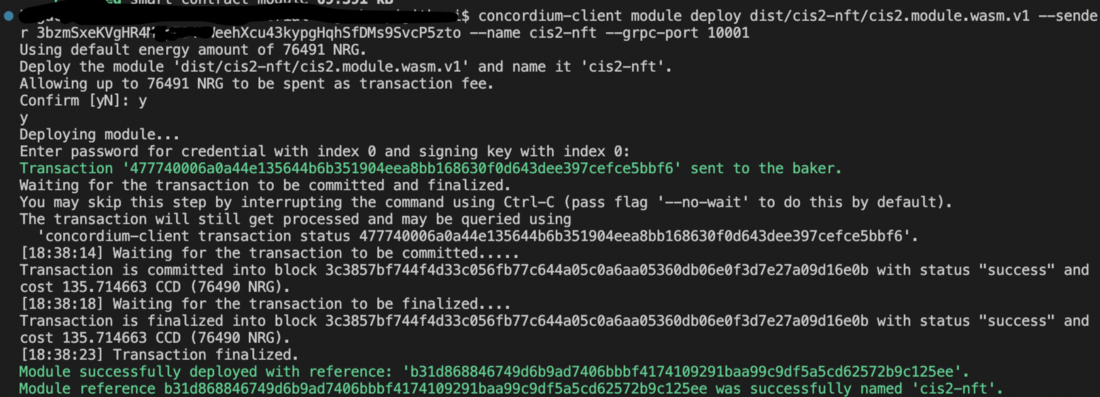 smart contract module
$ concordium-client module deploy dist/cis2-nft/cis2.module.wasm.v1 --sende
r 3bzmSxeKVgHR4M eehXcu43kypgHqhSfDMs9SvcP5zto --name cis2-nft --grpc-port 10001
Using default energy amount of 76491 NRG.
Deploy the module 'dist/cis2-nft/cis2.module.wasm.v1' and name it 'cis2-nft'.
Allowing up to 76491 NRG to be spent as transaction fee.
Confirm [yN]: y
y
Deploying module...
Enter password for credential with index 0 and signing key with index 0:
Transaction '477740006a0a44e135644b6b351904eea8bb168630f0d643dee397cefce5bbf6' sent to the baker.
Waiting for the transaction to be committed and finalized.
You may skip this step by interrupting the command using Ctrl-C (pass flag '--no-wait' to do this by default).
The transaction will still get processed and may be queried using
'concordium-client transaction status 477740006a0a44e135644b6b351904eea8bb168630f0d643dee397cefce5bbf6'.
[18:38:14] Waiting for the transaction to be committed.....
Transaction is committed into block 3c3857bf744f4d33c056fb77c644a05c0a6aa05360db06e0f3d7e27a09d16e0b with status "success" and
cost 135.714663 CCD (76490 NRG).
[18:38:18] Waiting for the transaction to be finalized....
Transaction is finalized into block 3c3857bf744f4d33c056fb77c644a05c0a6aa05360db06e0f3d7e27a09d16e0b with status "success" and
cost 135.714663 CCD (76490 NRG).
[18:38:23] Transaction finalized.
Module successfully deployed with reference: 'b31d868846749d6b9ad7406bbbf4174109291baa99c9df5a5cd62572b9c125ee'.
Module reference b31d868846749d6b9ad7406bbbf4174109291baa99c9df5a5cd62572b9c125ee was successfully named 'cis2-nft'.